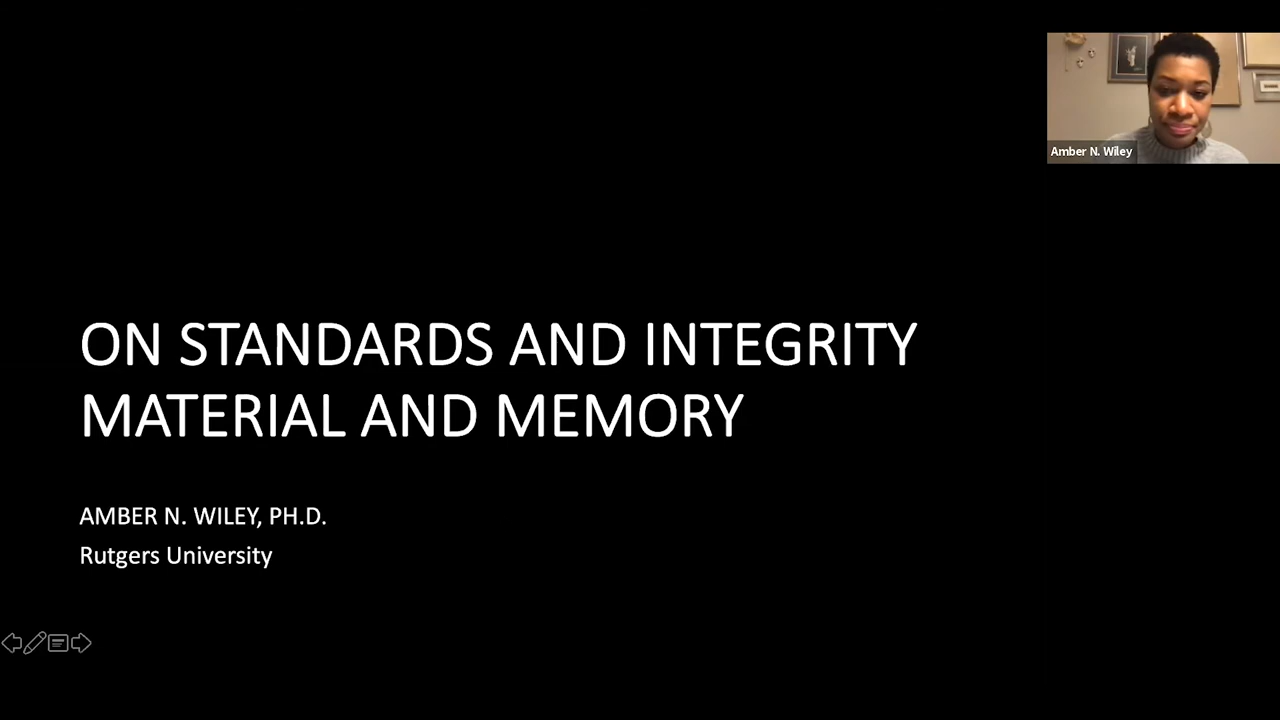 Amber N. Wiley
ON STANDARDS AND INTEGRITY
MATERIAL AND MEMORY
AMBER N. WILEY, PH.D.
Rutgers University